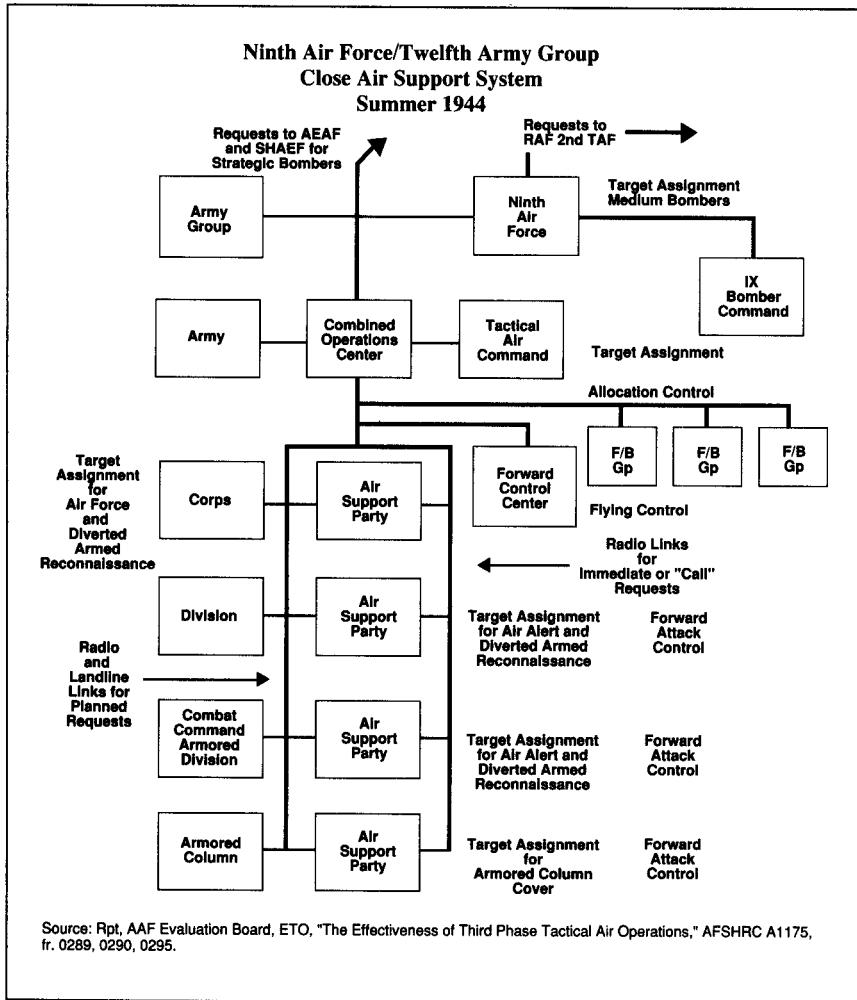 Ninth Air Force/Twelfth Army Group
Close Air Support System
Summer 1944
Requests to AEAF
and SHAEF for
Strategic Bombers
Requests to
RAF 2nd TAF
Army
Group
Ninth
Air
Force
Target Assignment
Medium Bombers
IX
Bomber
Command
Army
Combined
Operations
Center
Tactical
Air
Command
Target Assignment
Allocation Control
F/B
Gp
F/B
Gp
F/B
Gp
Target
Assignment
for
Air Force
and
Diverted
Armed
Reconnaissance
Corps
Air
Support
Party
Forward
Control
Center
Flying Control
Radio Links
for
Immediate or "Call"
Requests
Division
Air
Support
Party
Target Assignment
for Air Alert and
Diverted Armed
Reconnaissance
Forward
Attack
Control
Radio
and
Landline
Links for
Planned
Requests
Combat
Command
Armored
Division
Air
Support
Party
Target Assignment
for Air Alert and
Diverted Armed
Reconnaissance
Forward
Attack
Control
Armored
Column
Air
Support
Party
Target Assignment
for
Armored Column
Cover
Forward
Attack
Control
Source: Rpt, AAF Evaluation Board, ETO, "The Effectiveness of Third Phase Tactical Air Operations," AFSHRC A1175,
fr. 0289, 0290, 0295.